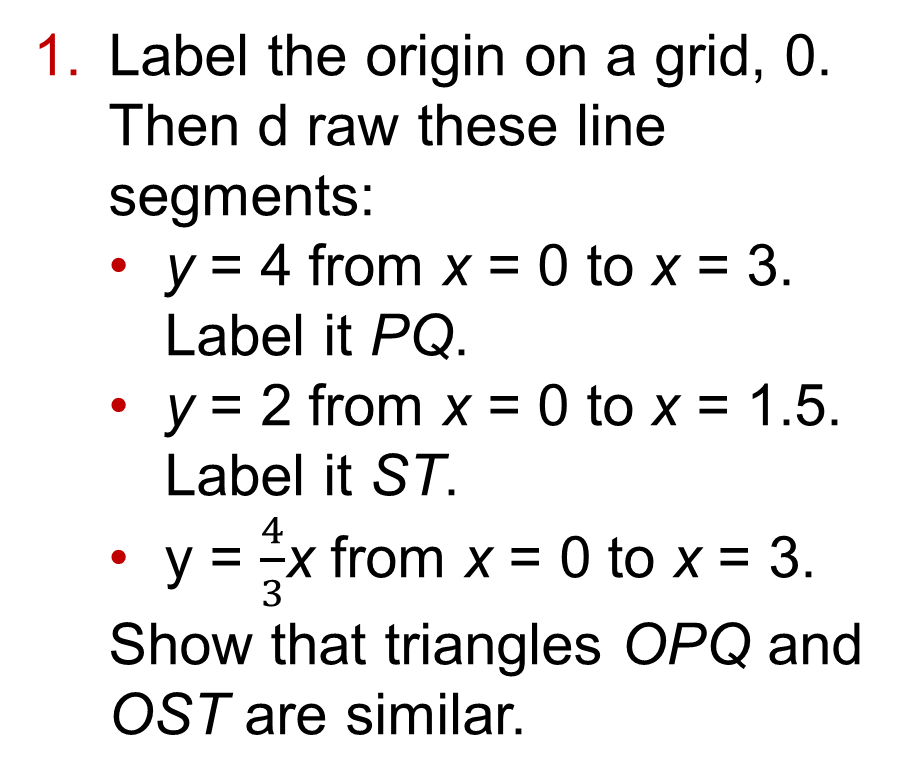 1. Label the origin on a grid, 0.
Then d raw these line
segments:
• y = 4 from x = 0 to x = 3.
Label it PQ.
• y = 2 from x = 0 to x = 1.5.
Label it ST.
• y = 4/3 x from x = 0 to x = 3.
Show that triangles OPQ and
OST are similar.